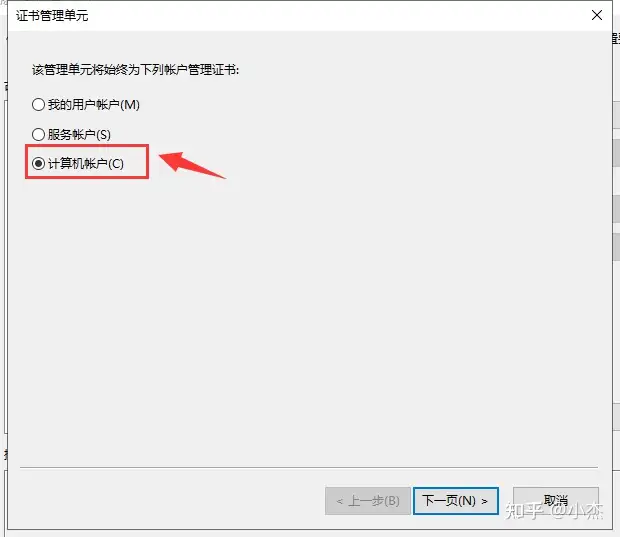 证书管理单元
该管理单元将始终为下列帐户管理证书:
我的用户帐户(M)
服务帐户(S)
计算机帐户(C)
< 上一步(B)
下一页(N) >
取消
知乎 @小杰